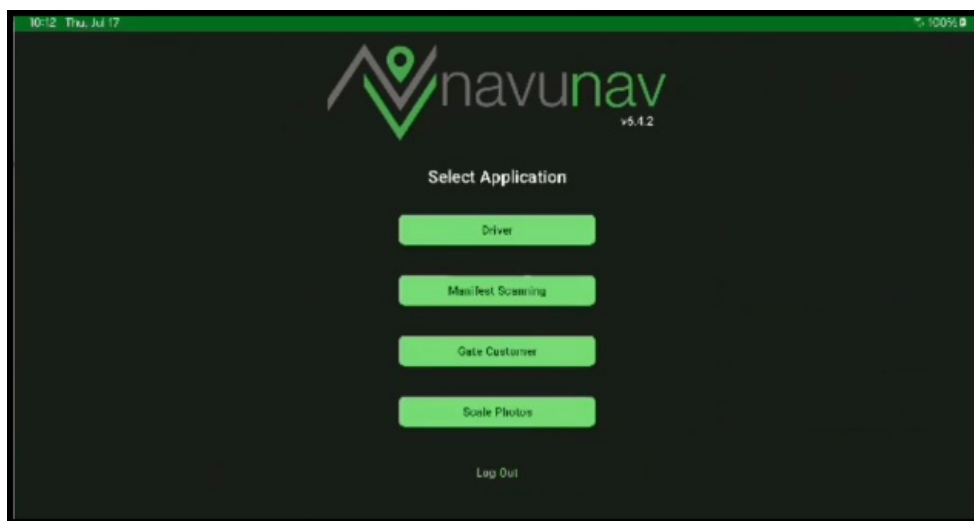 10:12 Thu, Jul 17
100%
navunav
v6.4.2
Select Application
Driver
Manifest Scanning
Gate Customer
Scale Photos
Log Out